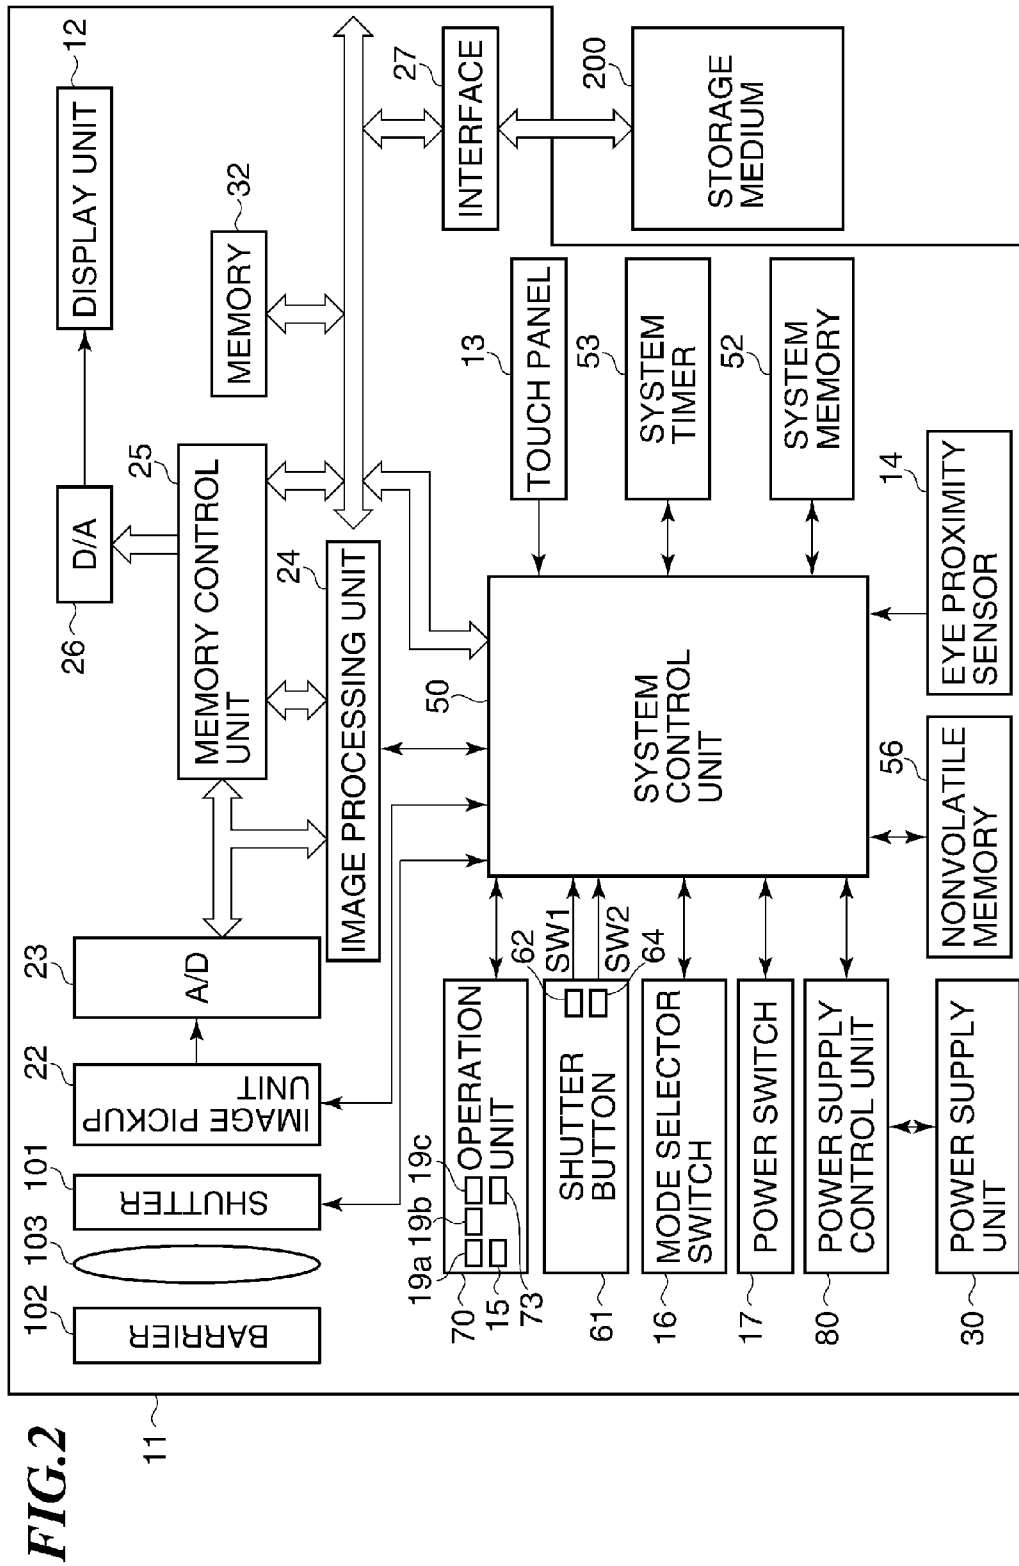 FIG.2
11
102
BARRIER
103
101
SHUTTER
22
IMAGE PICKUP
UNIT
23
A/D
25
MEMORY CONTROL
UNIT
26
D/A
12
DISPLAY UNIT
24
IMAGE PROCESSING UNIT
32
MEMORY
27
INTERFACE
200
STORAGE
MEDIUM
50
SYSTEM
CONTROL
UNIT
13
TOUCH PANEL
53
SYSTEM
TIMER
52
SYSTEM
MEMORY
14
EYE PROXIMITY
SENSOR
56
NONVOLATILE
MEMORY
19a
19b
19c
OPERATION
UNIT
70
15
73
SHUTTER
BUTTON
61
62
SW1
SW2
64
MODE SELECTOR
SWITCH
16
POWER SWITCH
17
POWER SUPPLY
CONTROL UNIT
80
POWER SUPPLY
UNIT
30